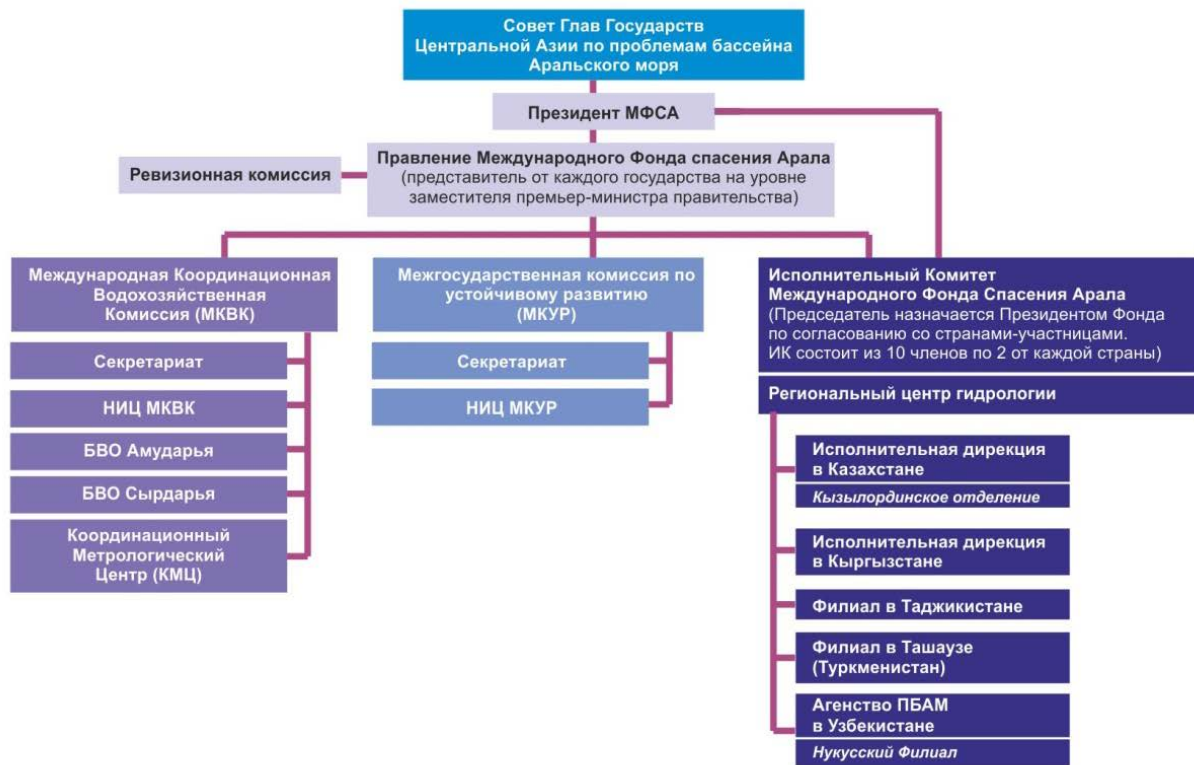 Совет Глав Государств
Центральной Азии по проблемам бассейна
Аральского моря
Президент МФСА
Правление Международного Фонда спасения Арала
(представитель от каждого государства на уровне
заместителя премьер-министра правительства)
Ревизионная комиссия
Международная Координационная
Водохозяйственная
Комиссия (МКВК)
Секретариат
НИЦ МКВК
БВО Амударья
БВО Сырдарья
Координационный
Метрологический
Центр (КМЦ)
Межгосударственная комиссия по
устойчивому развитию
(МКУР)
Секретариат
НИЦ МКУР
Исполнительный Комитет
Международного Фонда Спасения Арала
(Председатель назначается Президентом Фонда
по согласованию со странами-участницами.
ИК состоит из 10 членов по 2 от каждой страны)
Региональный центр гидрологии
Исполнительная дирекция
в Казахстане
Кызылординское отделение
Исполнительная дирекция
в Кыргызстане
Филиал в Таджикистане
Филиал в Ташаузе
(Туркменистан)
Агенство ПБАМ
в Узбекистане
Нукусский Филиал